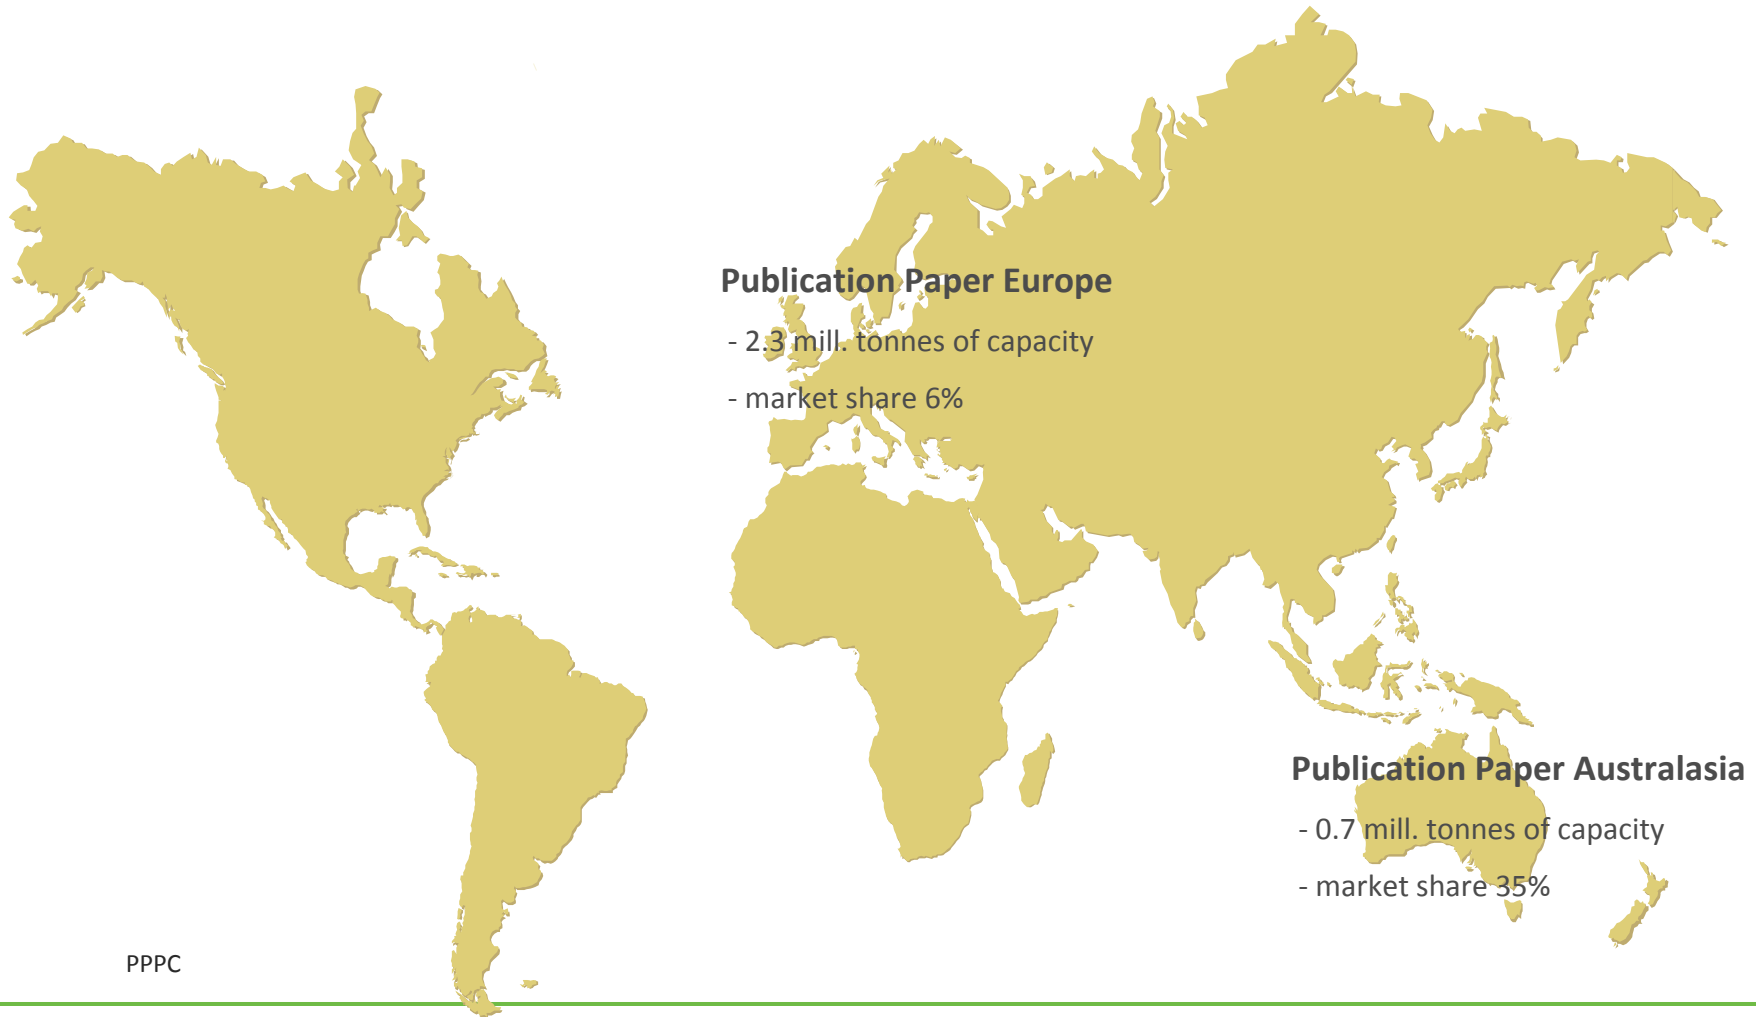 Publication Paper Europe
- 2.3 mill. tonnes of capacity
- market share 6%
Publication Paper Australasia
- 0.7 mill. tonnes of capacity
- market share 35%
PPPC